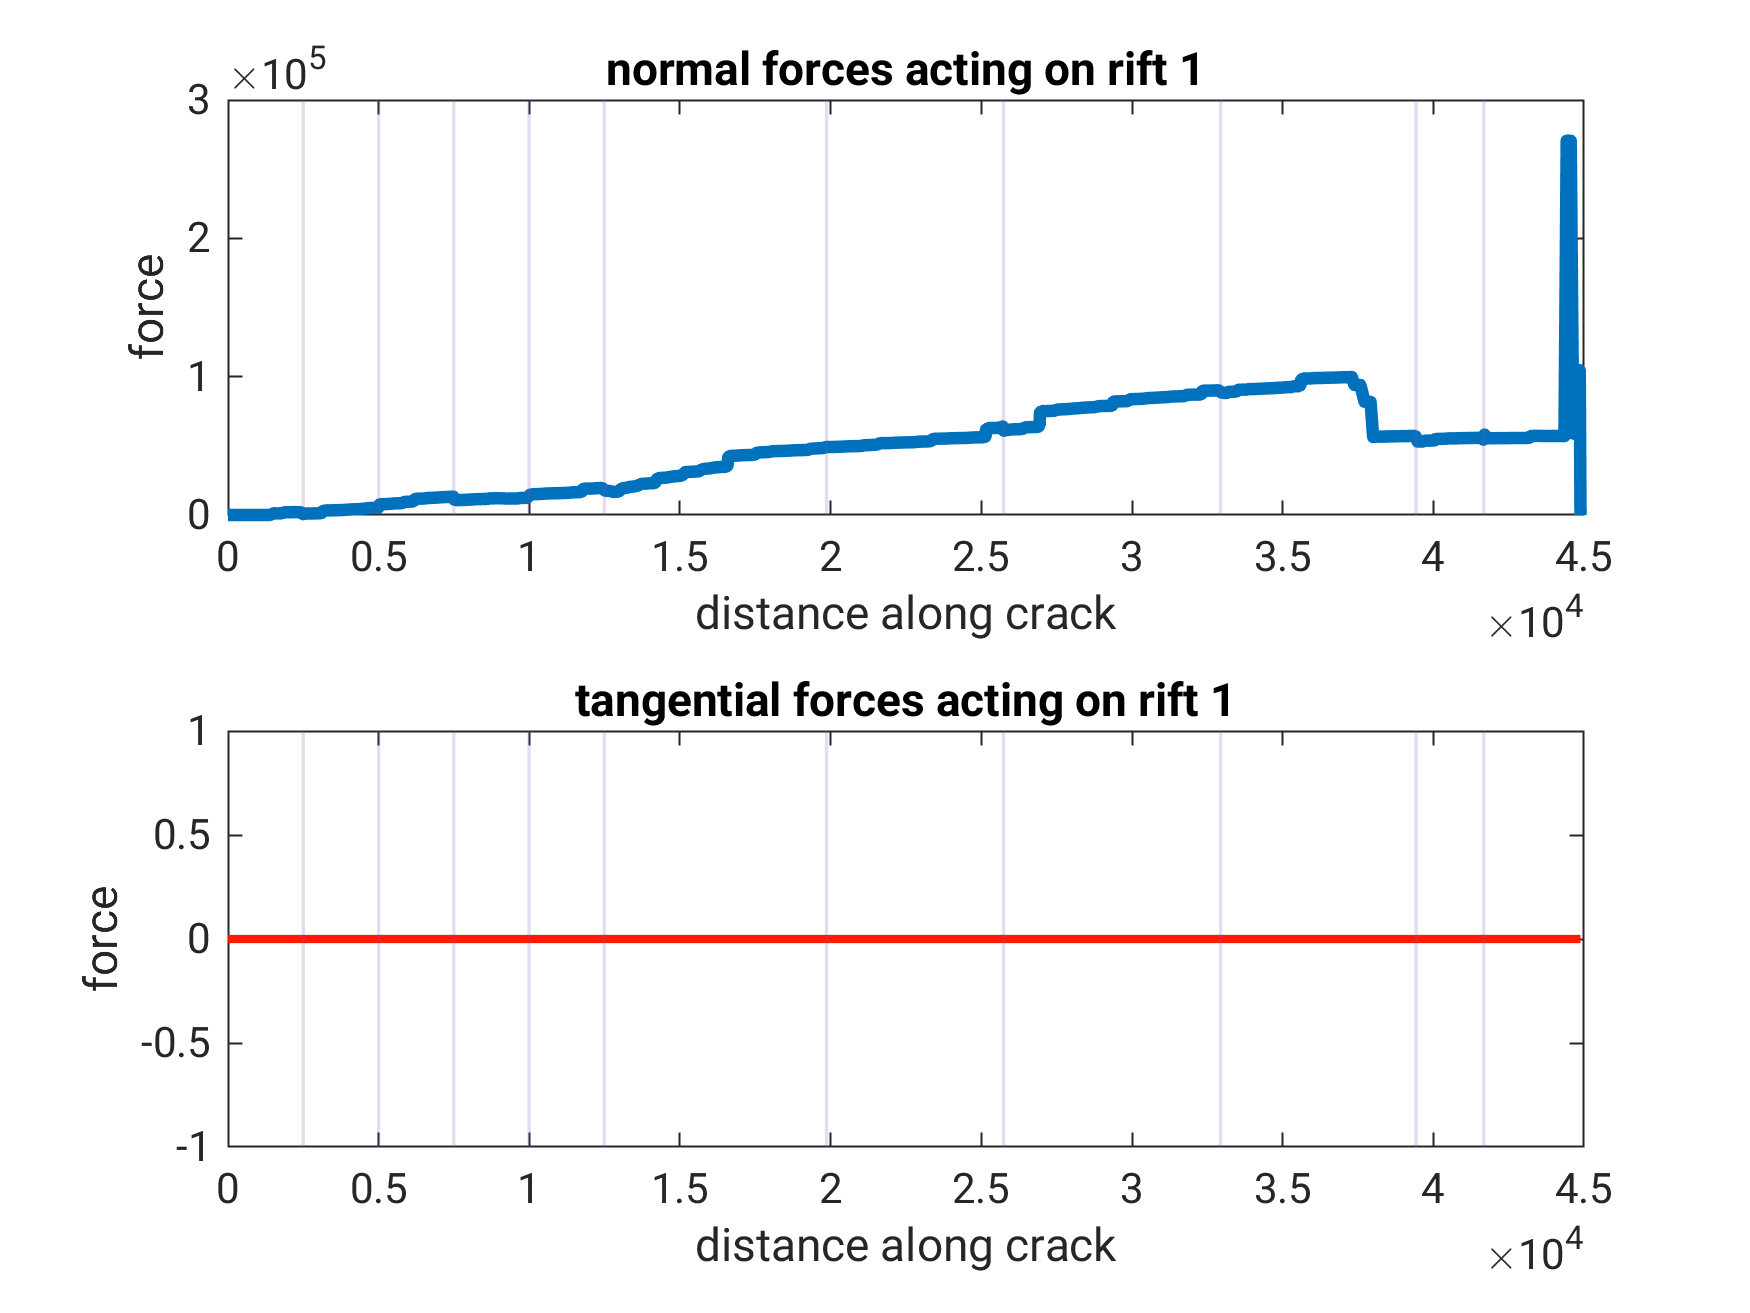 ×10^5
normal forces acting on rift 1
3
2
1
0
force
0 0.5 1 1.5 2 2.5 3 3.5 4 4.5
distance along crack
×10^4
tangential forces acting on rift 1
1
0.5
0
-0.5
-1
force
0 0.5 1 1.5 2 2.5 3 3.5 4 4.5
distance along crack
×10^4